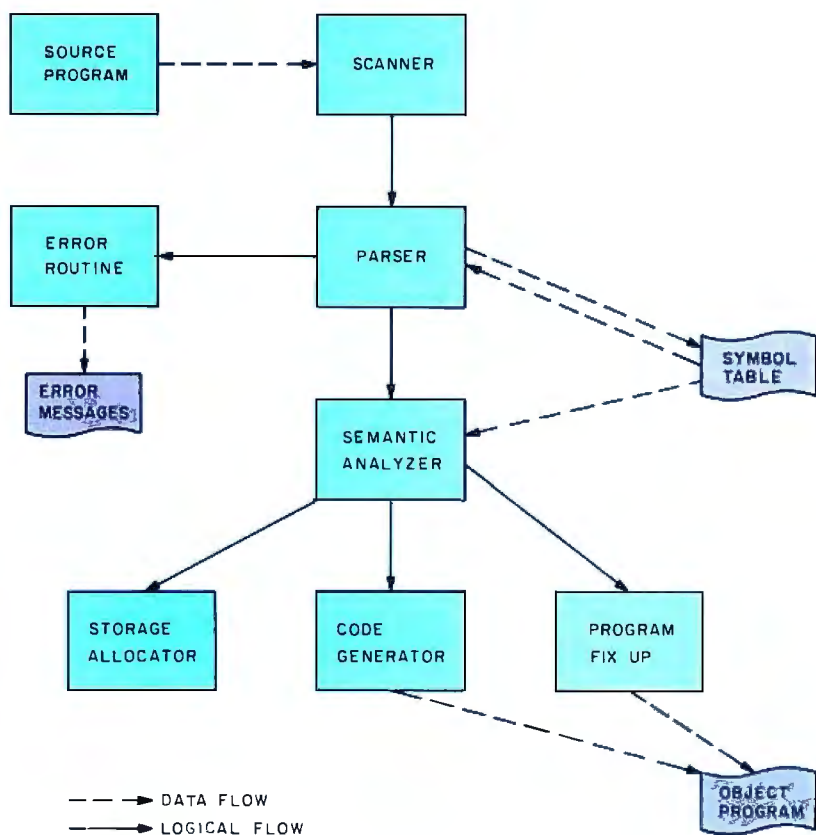 SOURCE
PROGRAM
SCANNER
ERROR
ROUTINE
PARSER
SYMBOL
TABLE
ERROR
MESSAGES
SEMANTIC
ANALYZER
STORAGE
ALLOCATOR
CODE
GENERATOR
PROGRAM
FIX UP
OBJECT
PROGRAM
DATA FLOW
LOGICAL FLOW